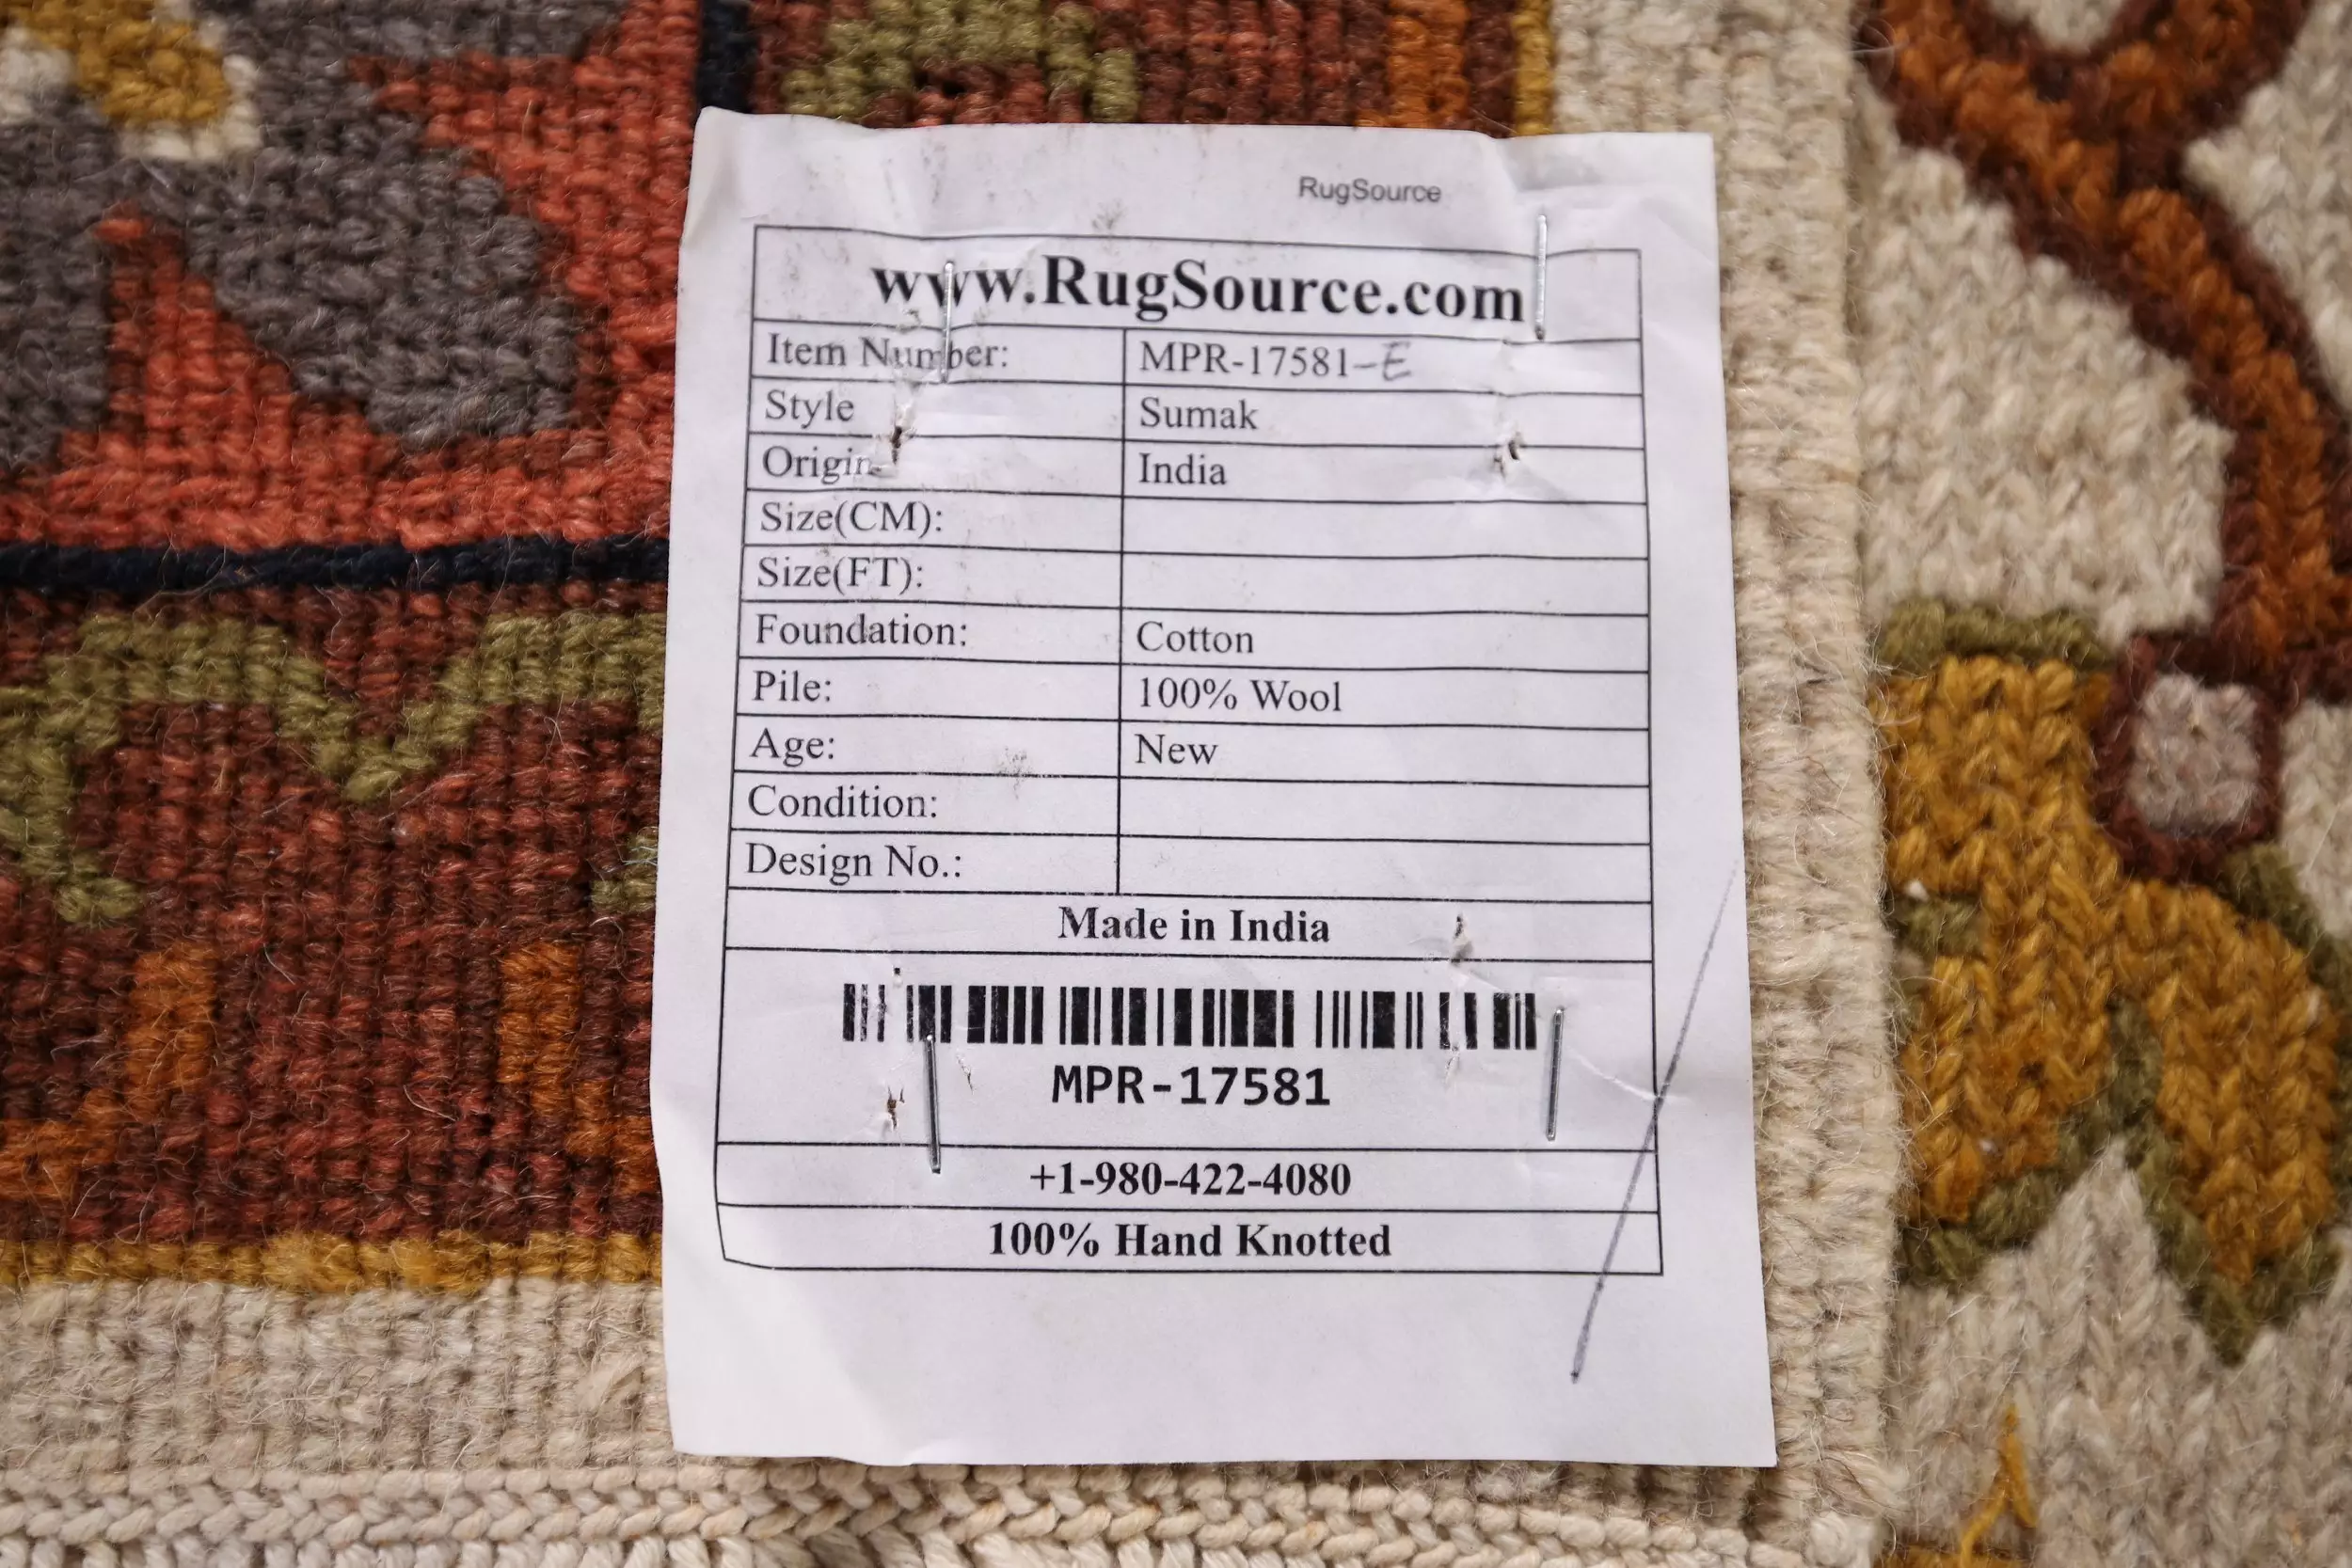 RugSource
www.RugSource.com
Item Number: MPR-17581-E
Style Sumak
Origin India
Size(CM):
Size(FT):
Foundation: Cotton
Pile: 100% Wool
Age: New
Condition:
Design No.:
Made in India
MPR-17581
+1-980-422-4080
100% Hand Knotted